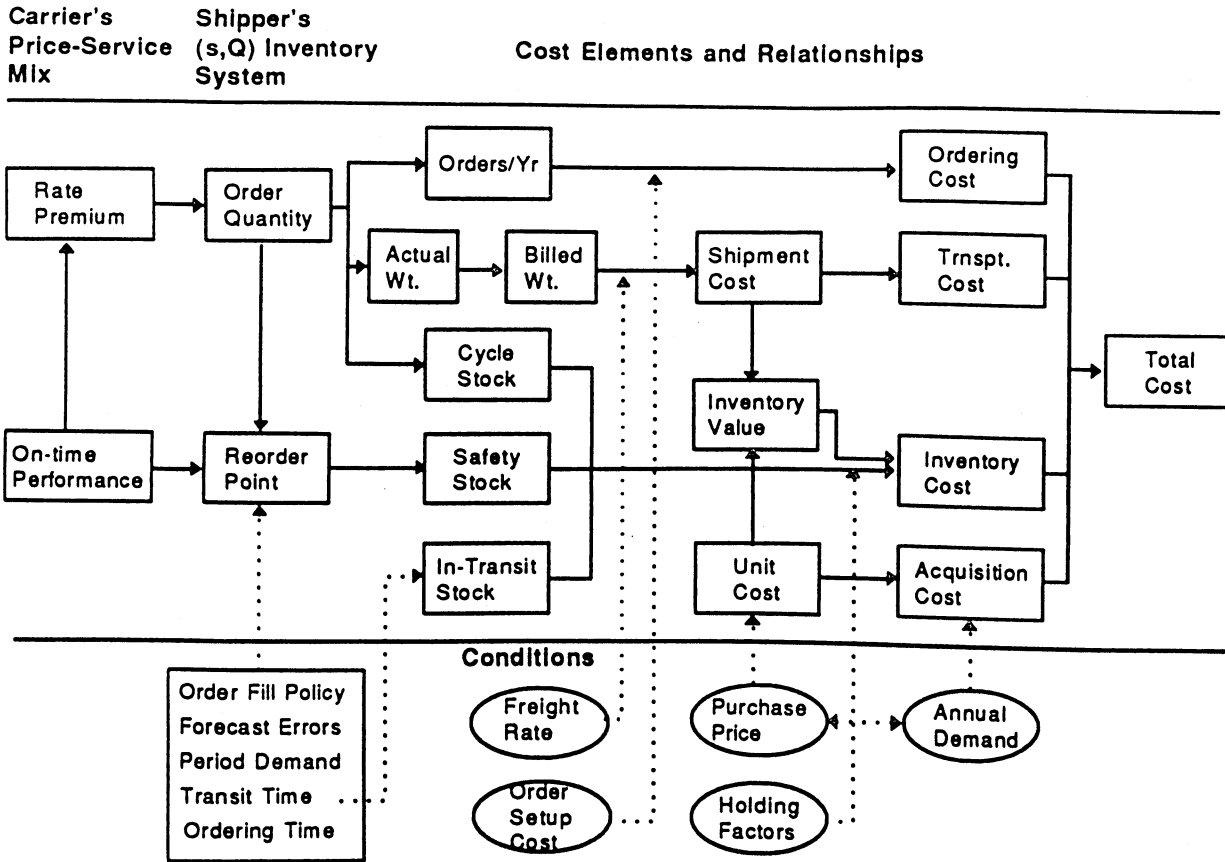 Carrier's
Price-Service
Mix
Shipper's
(s,Q) Inventory
System
Cost Elements and Relationships
Rate
Premium
Order
Quantity
Orders/Yr
Ordering
Cost
Actual
Wt.
Billed
Wt.
Shipment
Cost
Trnspt.
Cost
Cycle
Stock
Inventory
Value
Total
Cost
On-time
Performance
Reorder
Point
Safety
Stock
Inventory
Cost
In-Transit
Stock
Unit
Cost
Acquisition
Cost
Conditions
Order Fill Policy
Forecast Errors
Period Demand
Transit Time
Ordering Time
Freight
Rate
Purchase
Price
Annual
Demand
Order
Setup
Cost
Holding
Factors